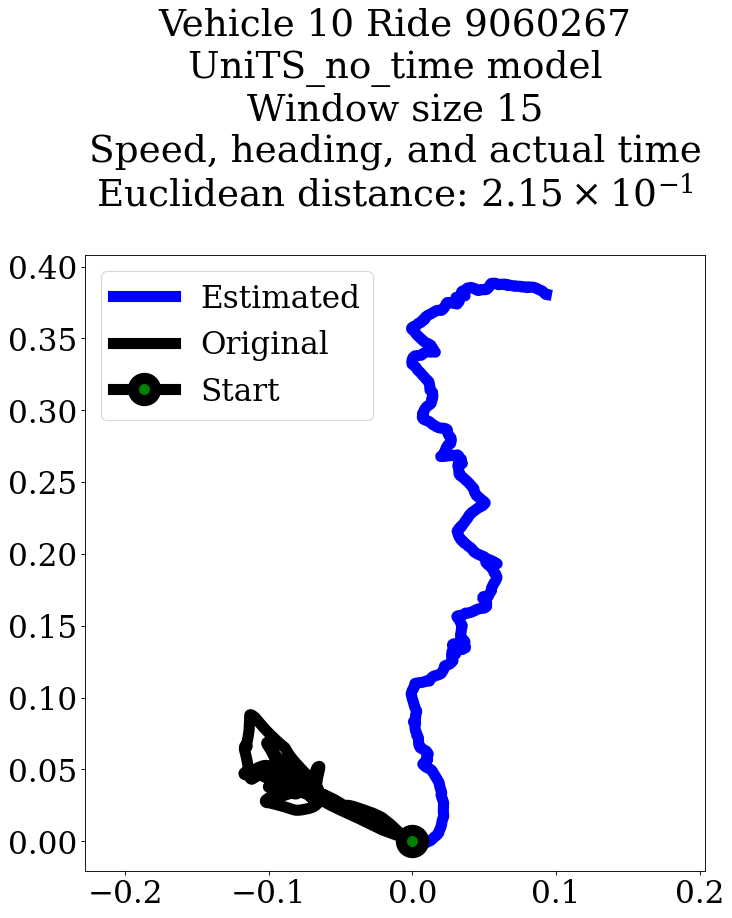 Vehicle 10 Ride 9060267
UniTS_no_time model
Window size 15
Speed, heading, and actual time
Euclidean distance: 2.15 × 10⁻¹
0.40
0.35
0.30
0.25
0.20
0.15
0.10
0.05
0.00
Estimated
Original
Start
−0.2 −0.1 0.0 0.1 0.2